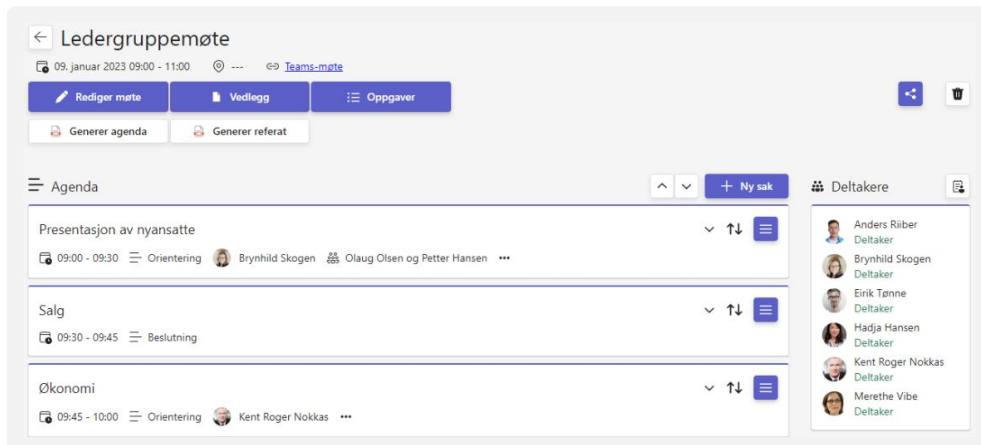 Ledergruppemøte
09. januar 2023 09:00 - 11:00 --- Teams-møte
Rediger møte Vedlegg Oppgaver
Generer agenda Generer referat
Agenda Ny sak
Presentasjon av nyansatte
09:00 - 09:30 Orientering Brynhild Skogen Olaug Olsen og Petter Hansen •••
Salg
09:30 - 09:45 Beslutning
Økonomi
09:45 - 10:00 Orientering Kent Roger Nokkas •••
Deltakere
Anders Riiber
Deltaker
Brynhild Skogen
Deltaker
Eirik Tønne
Deltaker
Hadja Hansen
Deltaker
Kent Roger Nokkas
Deltaker
Merethe Vibe
Deltaker